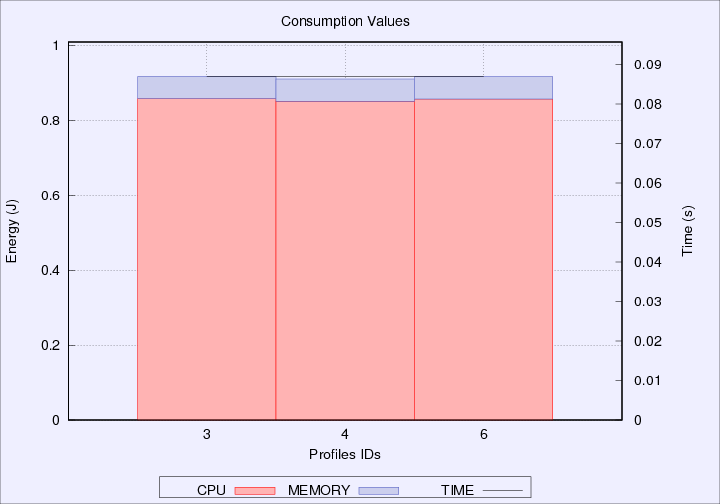 Consumption Values
1
0.8
0.6
0.4
0.2
0
Energy (J)
0.09
0.08
0.07
0.06
0.05
0.04
0.03
0.02
0.01
0
Time (s)
3 4 6
Profiles IDs
CPU MEMORY TIME